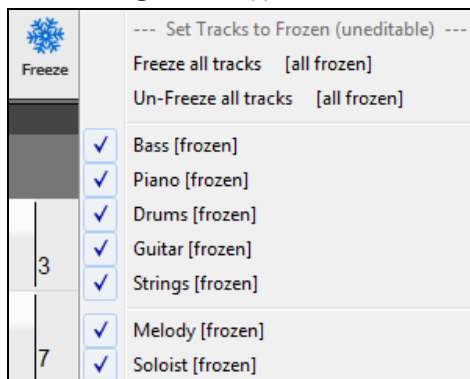 --- Set Tracks to Frozen (uneditable) ---
Freeze
Freeze all tracks [all frozen]
Un-Freeze all tracks [all frozen]
Bass [frozen]
Piano [frozen]
Drums [frozen]
Guitar [frozen]
3
Strings [frozen]
Melody [frozen]
7
Soloist [frozen]